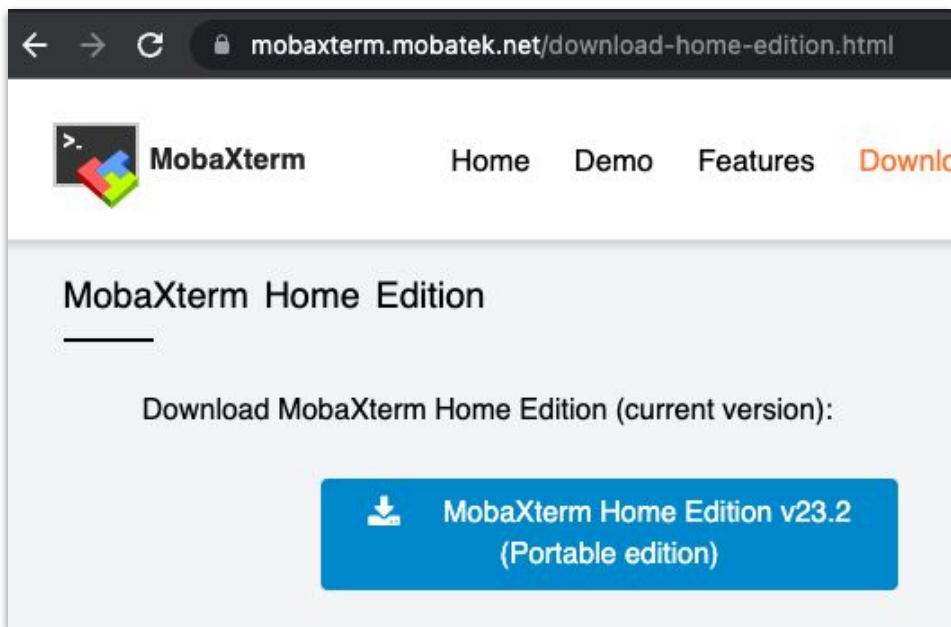 mobaxterm.mobatek.net/download-home-edition.html
>_
MobaXterm Home Demo Features
MobaXterm Home Edition
Download MobaXterm Home Edition (current version):
MobaXterm Home Edition v23.2
(Portable edition)